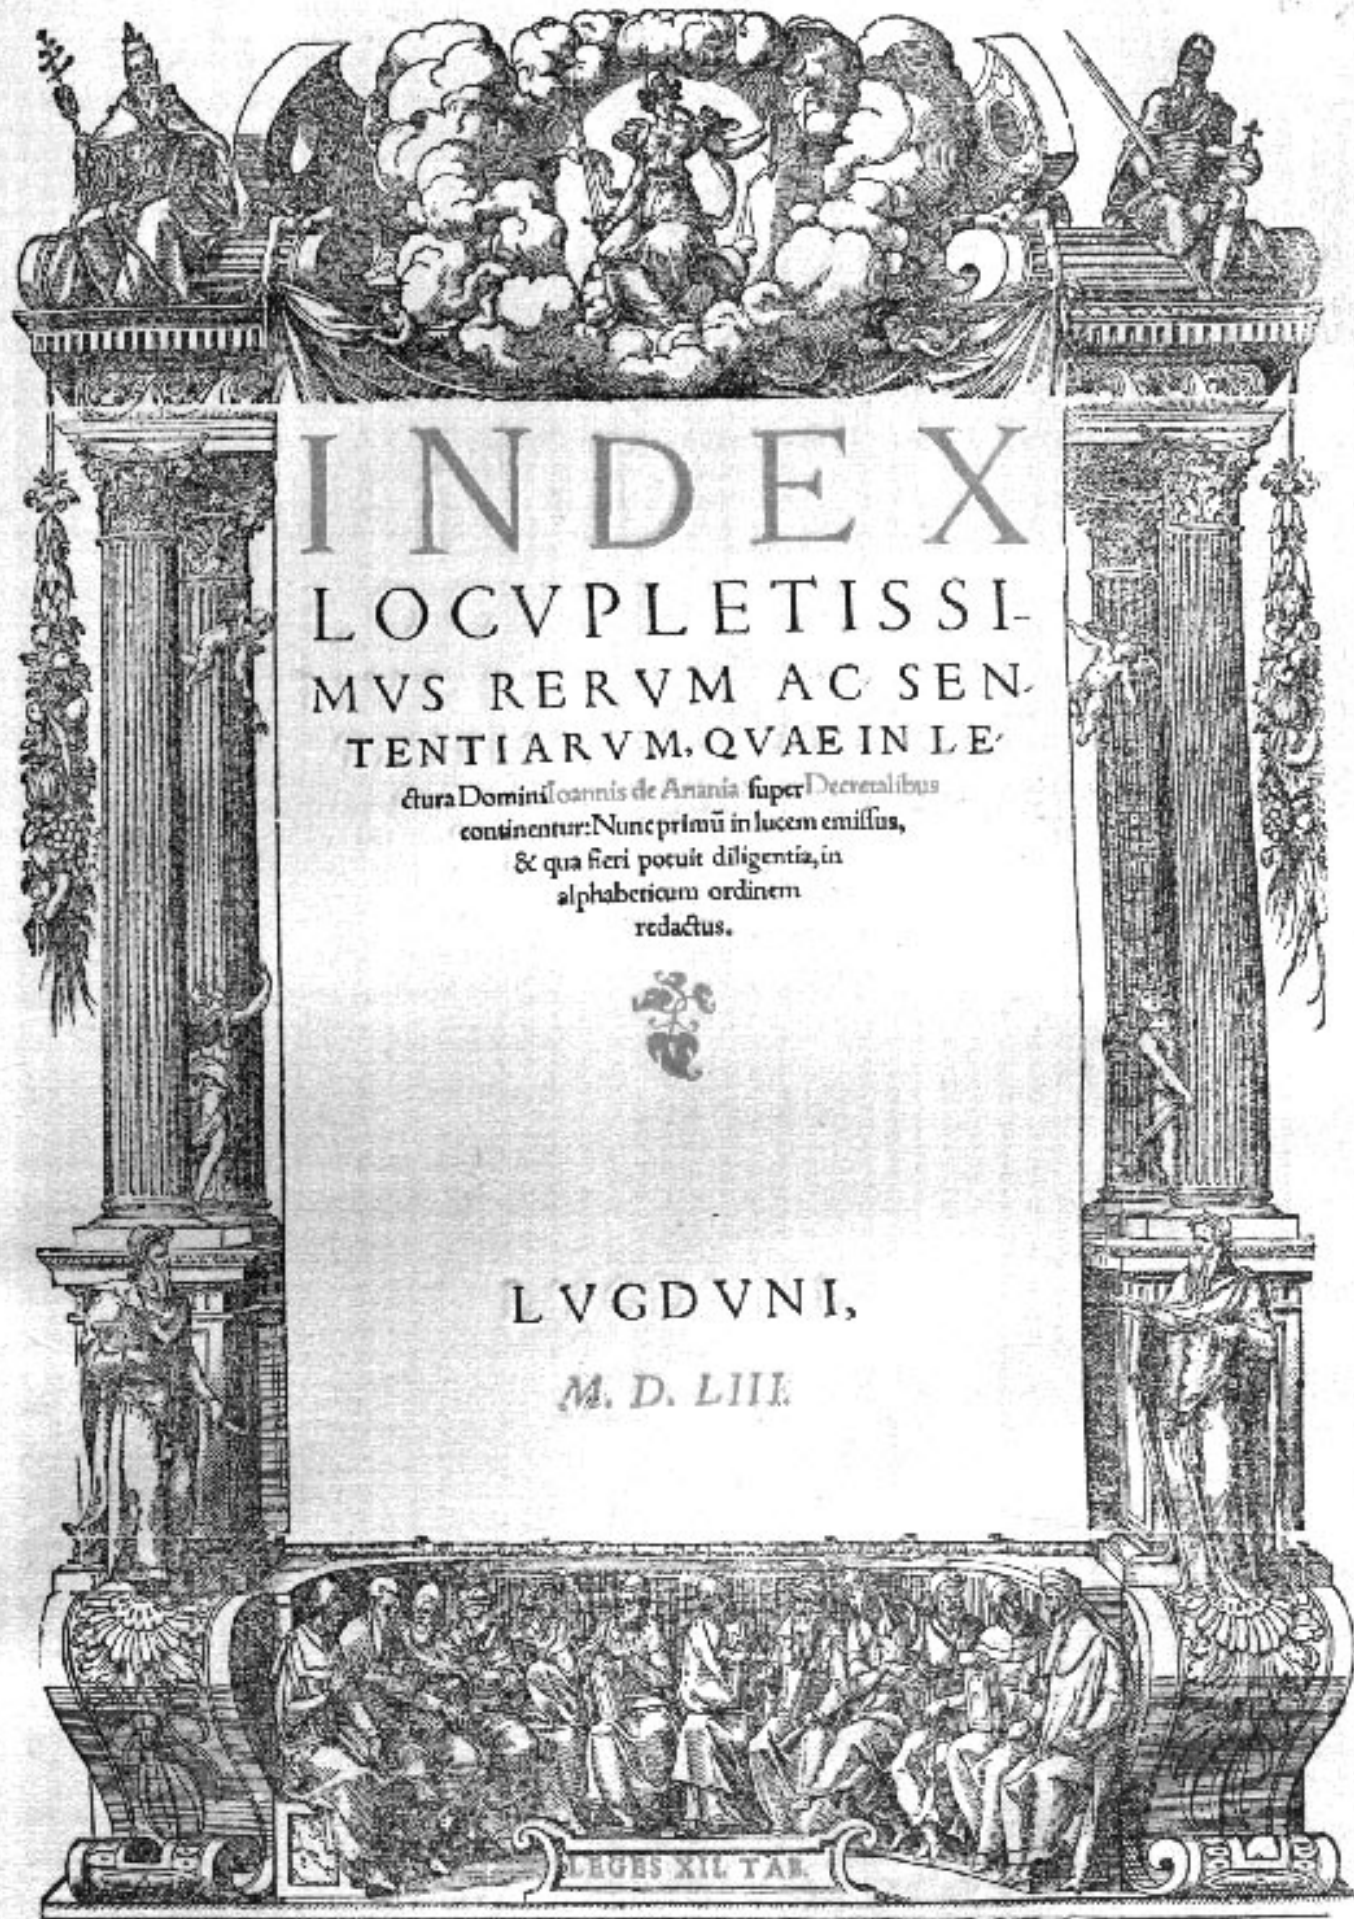 INDEX
LOCVPLETISSI-
MVS RERVM AC SEN-
TENTIARVM, QVAE IN LE-
ctura Domini Ioannis de Anania ſuper Decretalibus
continentur: Nunc primũ in lucem emiſſus,
& qua fieri potuit diligentia, in
alphabeticum ordinem
redactus.
LVGDVNI,
M. D. LIII.
LEGES XII. TAB.